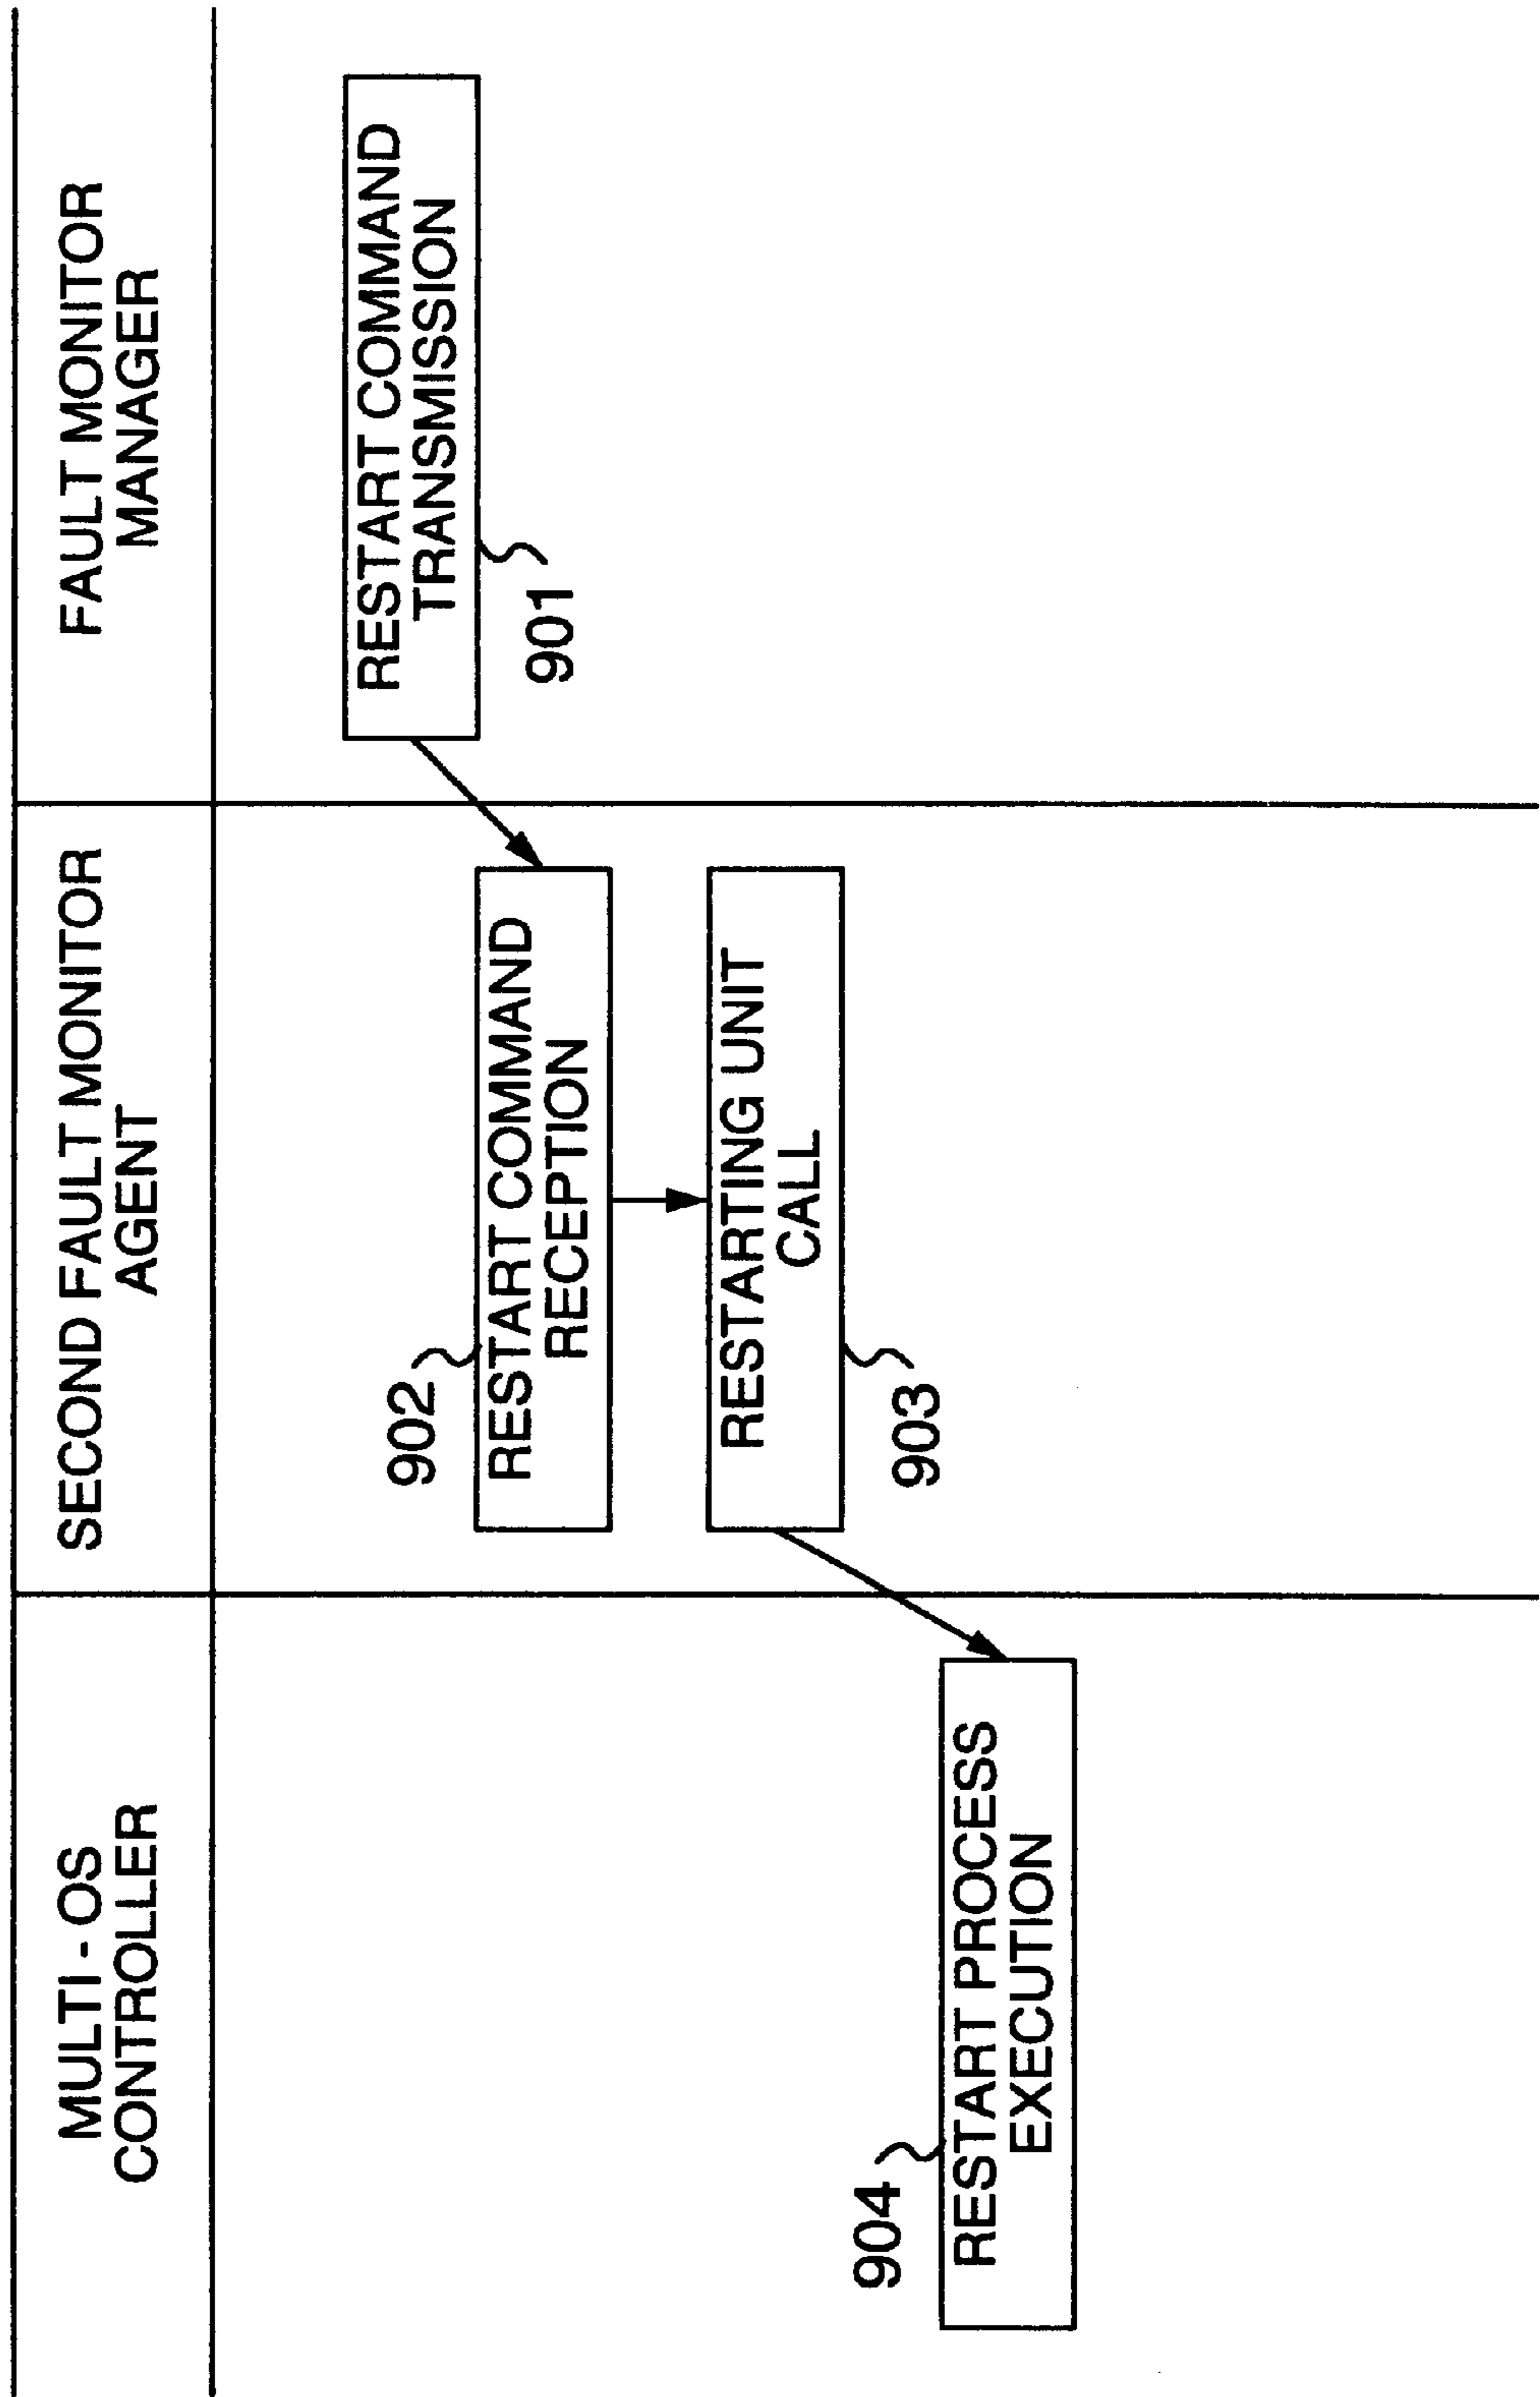 MULTI - OS
CONTROLLER
SECOND FAULT MONITOR
AGENT
FAULT MONITOR
MANAGER
RESTART COMMAND
TRANSMISSION
901
902
RESTART COMMAND
RECEPTION
RESTARTING UNIT
CALL
903
904
RESTART PROCESS
EXECUTION